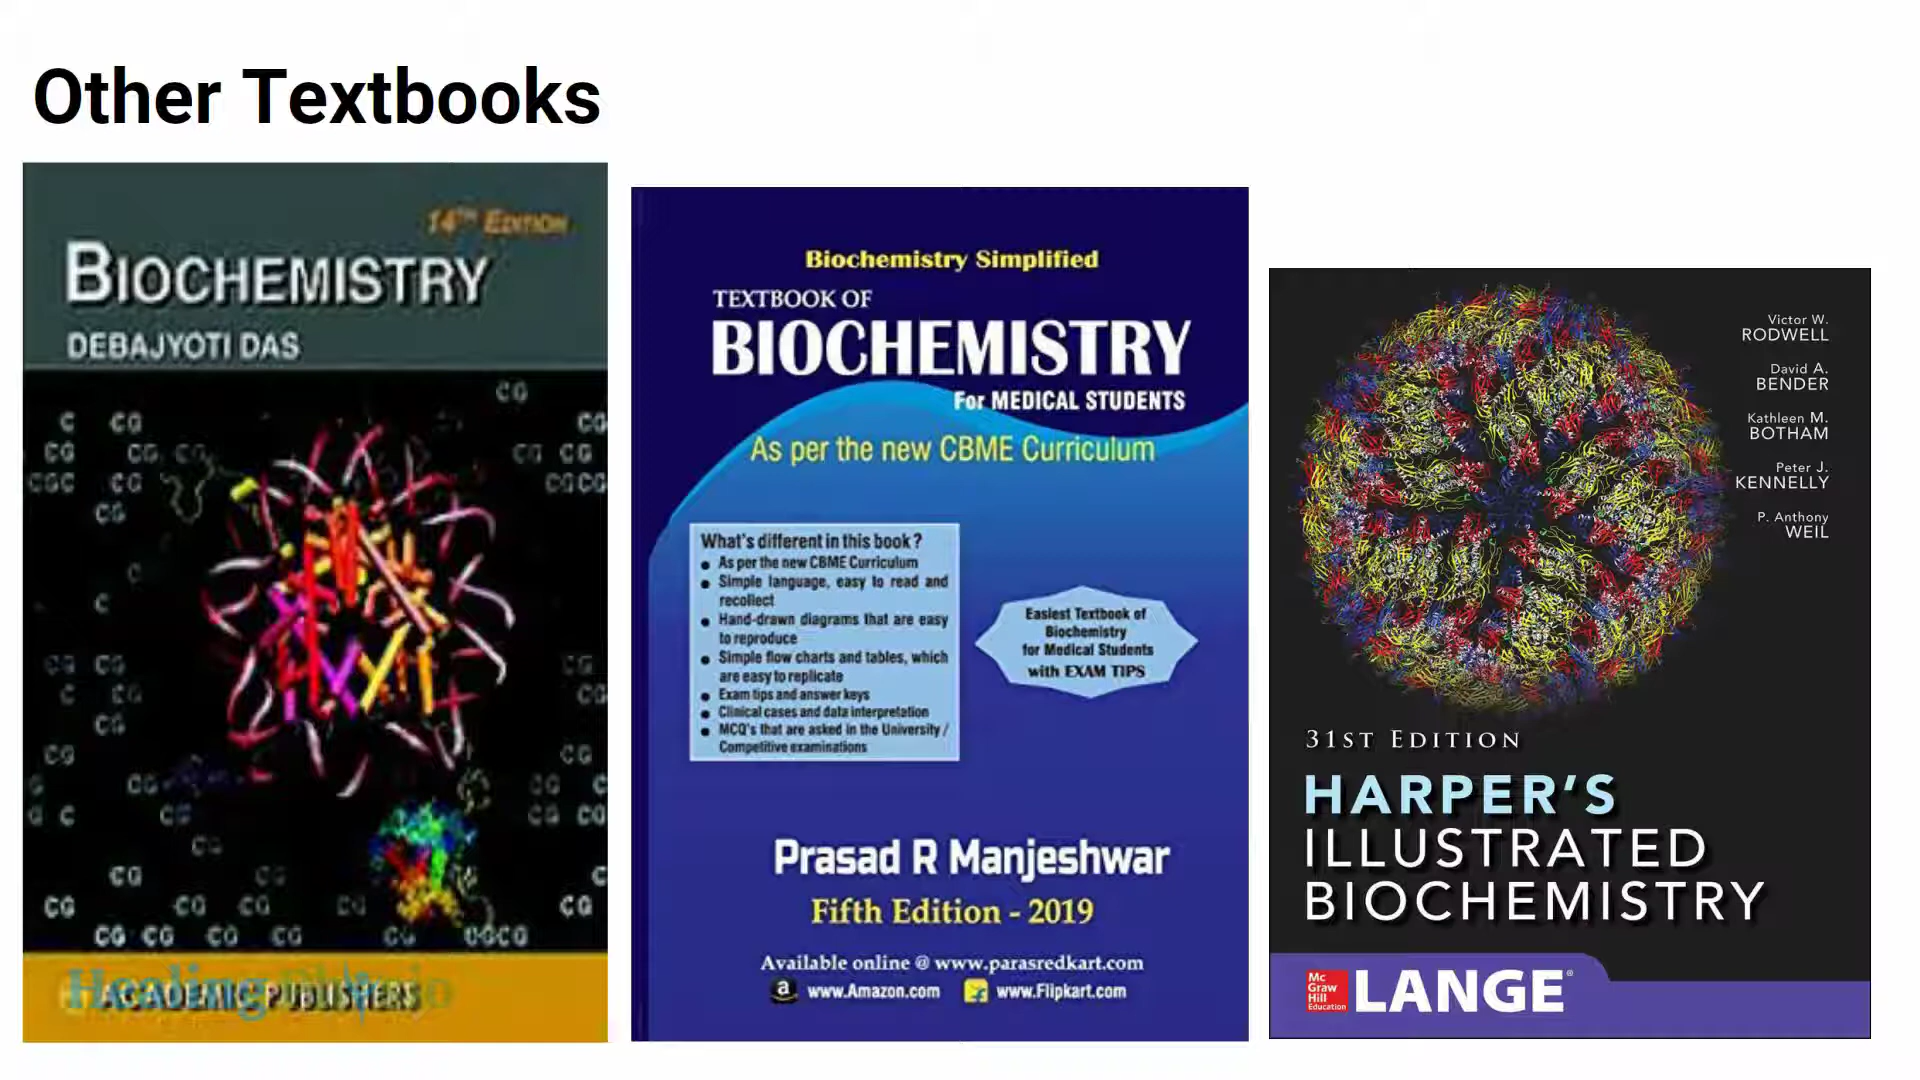 Other Textbooks
14TH EDITION
BIOCHEMISTRY
DEBAJYOTI DAS
ACADEMIC PUBLISHERS
Healing
Biochemistry Simplified
TEXTBOOK OF
BIOCHEMISTRY
For MEDICAL STUDENTS
As per the new CBME Curriculum
What's different in this book ?
As per the new CBME Curriculum
Simple language, easy to read and
recollect
Hand-drawn diagrams that are easy
to reproduce
Simple flow charts and tables, which
are easy to replicate
Exam tips and answer keys
Clinical cases and data interpretation
MCQ's that are asked in the University /
Competitive examinations
Easiest Textbook of
Biochemistry
for Medical Students
with EXAM TIPS
Prasad R Manjeshwar
Fifth Edition - 2019
Available online @ www.parasredkart.com
www.Amazon.com
www.Flipkart.com
Victor W.
RODWELL
David A.
BENDER
Kathleen M.
BOTHAM
Peter J.
KENNELLY
P. Anthony
WEIL
31ST EDITION
HARPER'S
ILLUSTRATED
BIOCHEMISTRY
Mc
Graw
Hill
Education
LANGE®